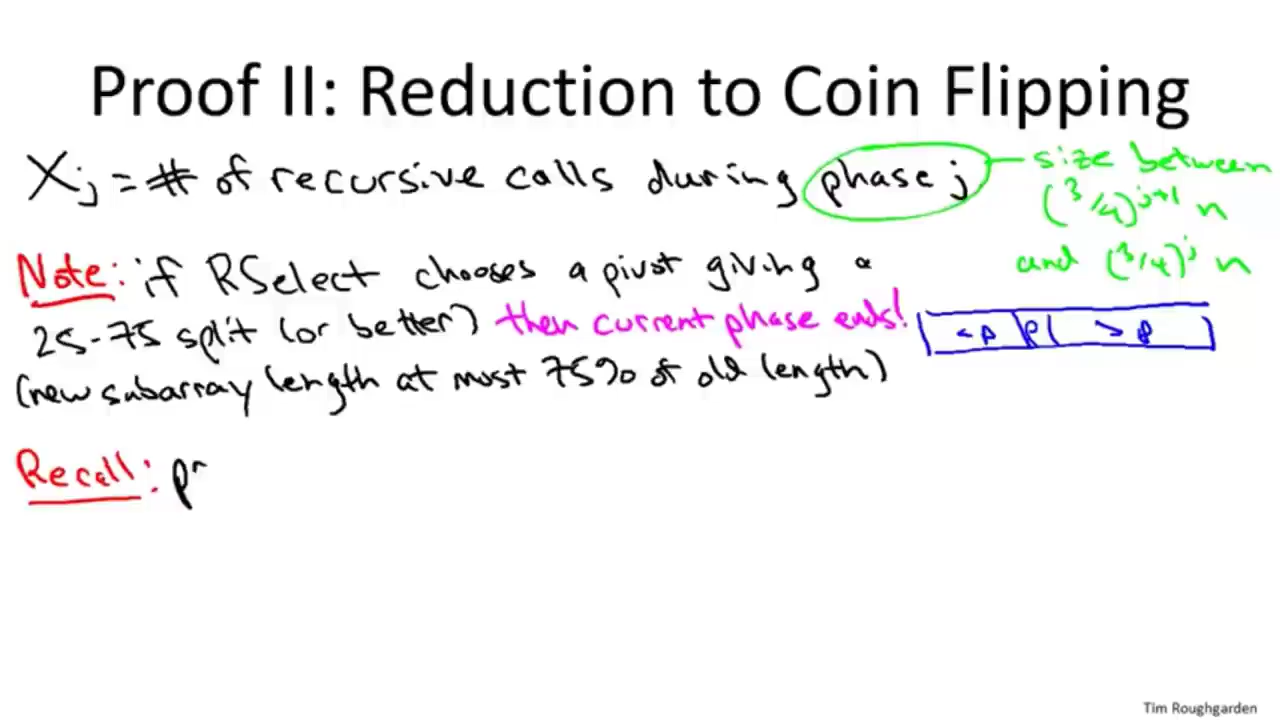 Proof II: Reduction to Coin Flipping
Xj = # of recursive calls during phase j
size between
(3/4)^{j+1} n
and (3/4)^j n
Note: if RSelect chooses a pivot giving a
25-75 split (or better) then current phase ends!
(new subarray length at most 75% of old length)
<p | p | >p
Recall: pr
Tim Roughgarden